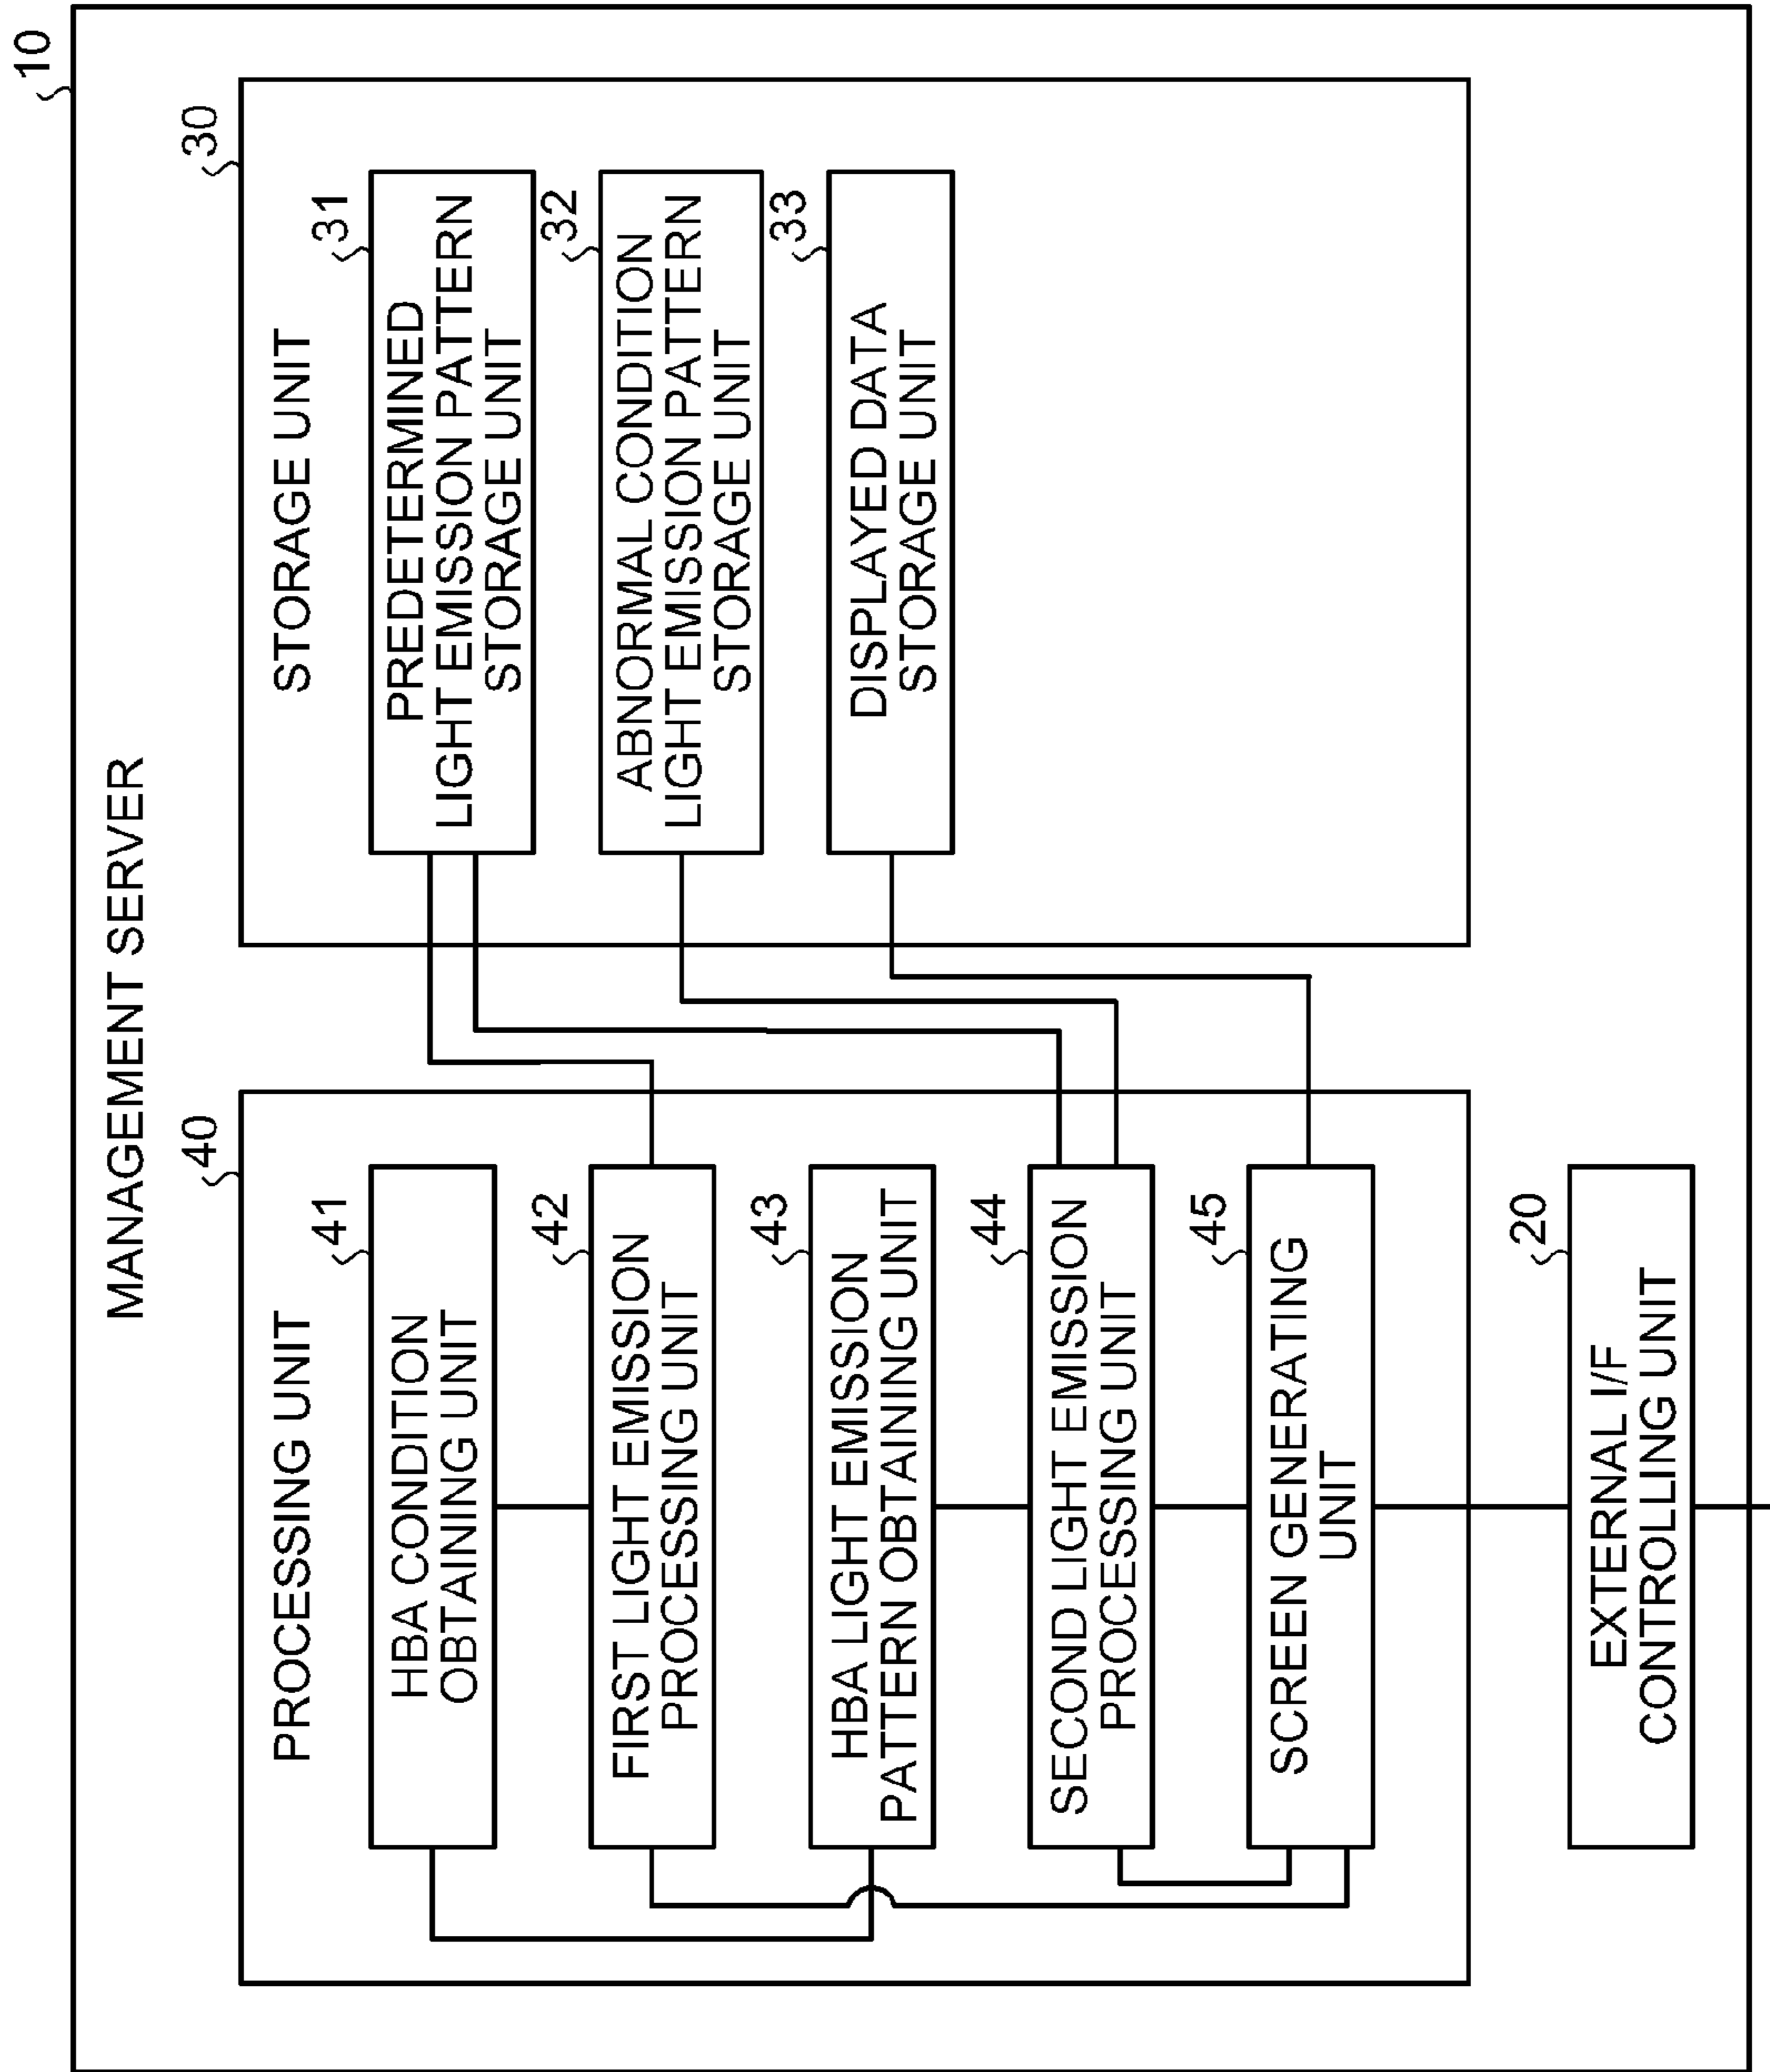 10
MANAGEMENT SERVER
40
PROCESSING UNIT
41
HBA CONDITION
OBTAINING UNIT
42
FIRST LIGHT EMISSION
PROCESSING UNIT
43
HBA LIGHT EMISSION
PATTERN OBTAINING UNIT
44
SECOND LIGHT EMISSION
PROCESSING UNIT
45
SCREEN GENERATING
UNIT
20
EXTERNAL I/F
CONTROLLING UNIT
30
STORAGE UNIT
31
PREDETERMINED
LIGHT EMISSION PATTERN
STORAGE UNIT
32
ABNORMAL CONDITION
LIGHT EMISSION PATTERN
STORAGE UNIT
33
DISPLAYED DATA
STORAGE UNIT